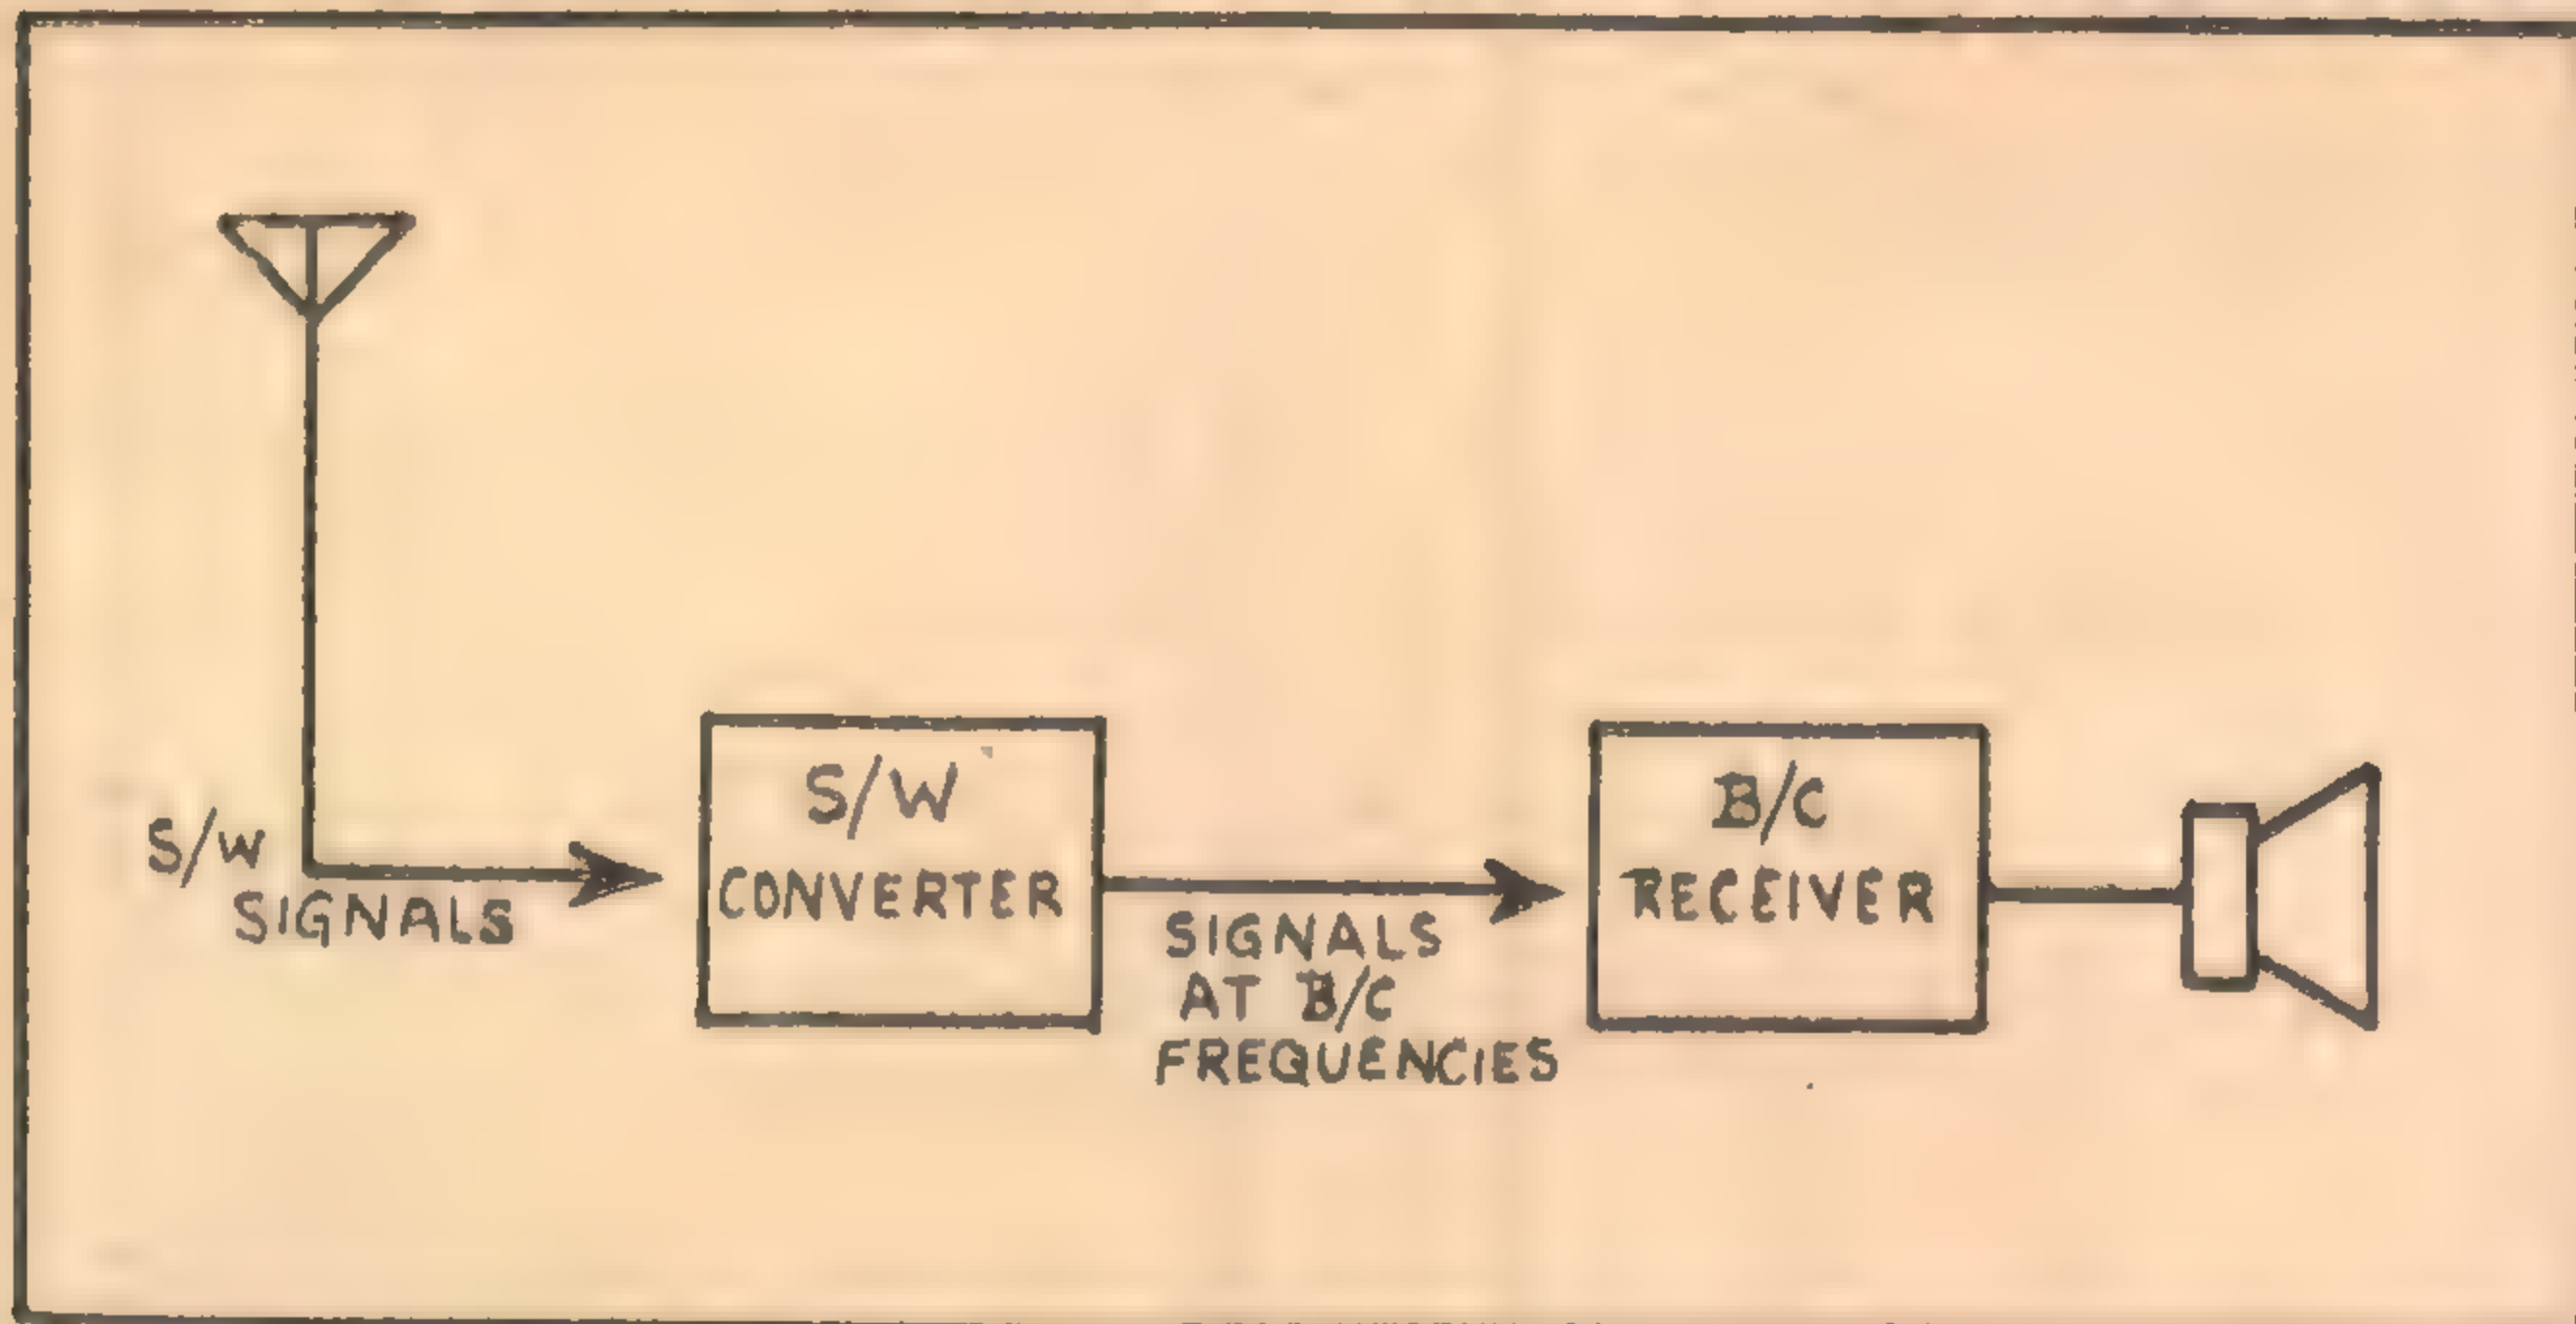 S/W
SIGNALS
S/W
CONVERTER
SIGNALS
AT B/C
FREQUENCIES
B/C
RECEIVER